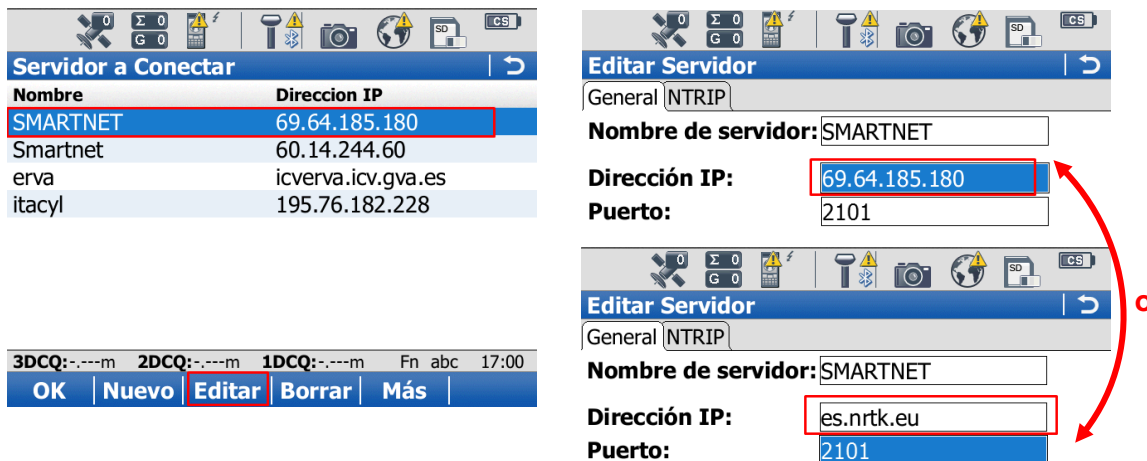 Σ 0
G 0
0
SD
CS
Servidor a Conectar
Nombre Direccion IP
SMARTNET 69.64.185.180
Smartnet 60.14.244.60
erva icverva.icv.gva.es
itacyl 195.76.182.228
3DCQ:-.---m 2DCQ:-.---m 1DCQ:-.---m Fn abc 17:00
OK Nuevo Editar Borrar Más
0
Σ 0
G 0
SD
CS
Editar Servidor
General NTRIP
Nombre de servidor: SMARTNET
Dirección IP: 69.64.185.180
Puerto: 2101
o
0
Σ 0
G 0
SD
CS
Editar Servidor
General NTRIP
Nombre de servidor: SMARTNET
Dirección IP: es.nrtk.eu
Puerto: 2101